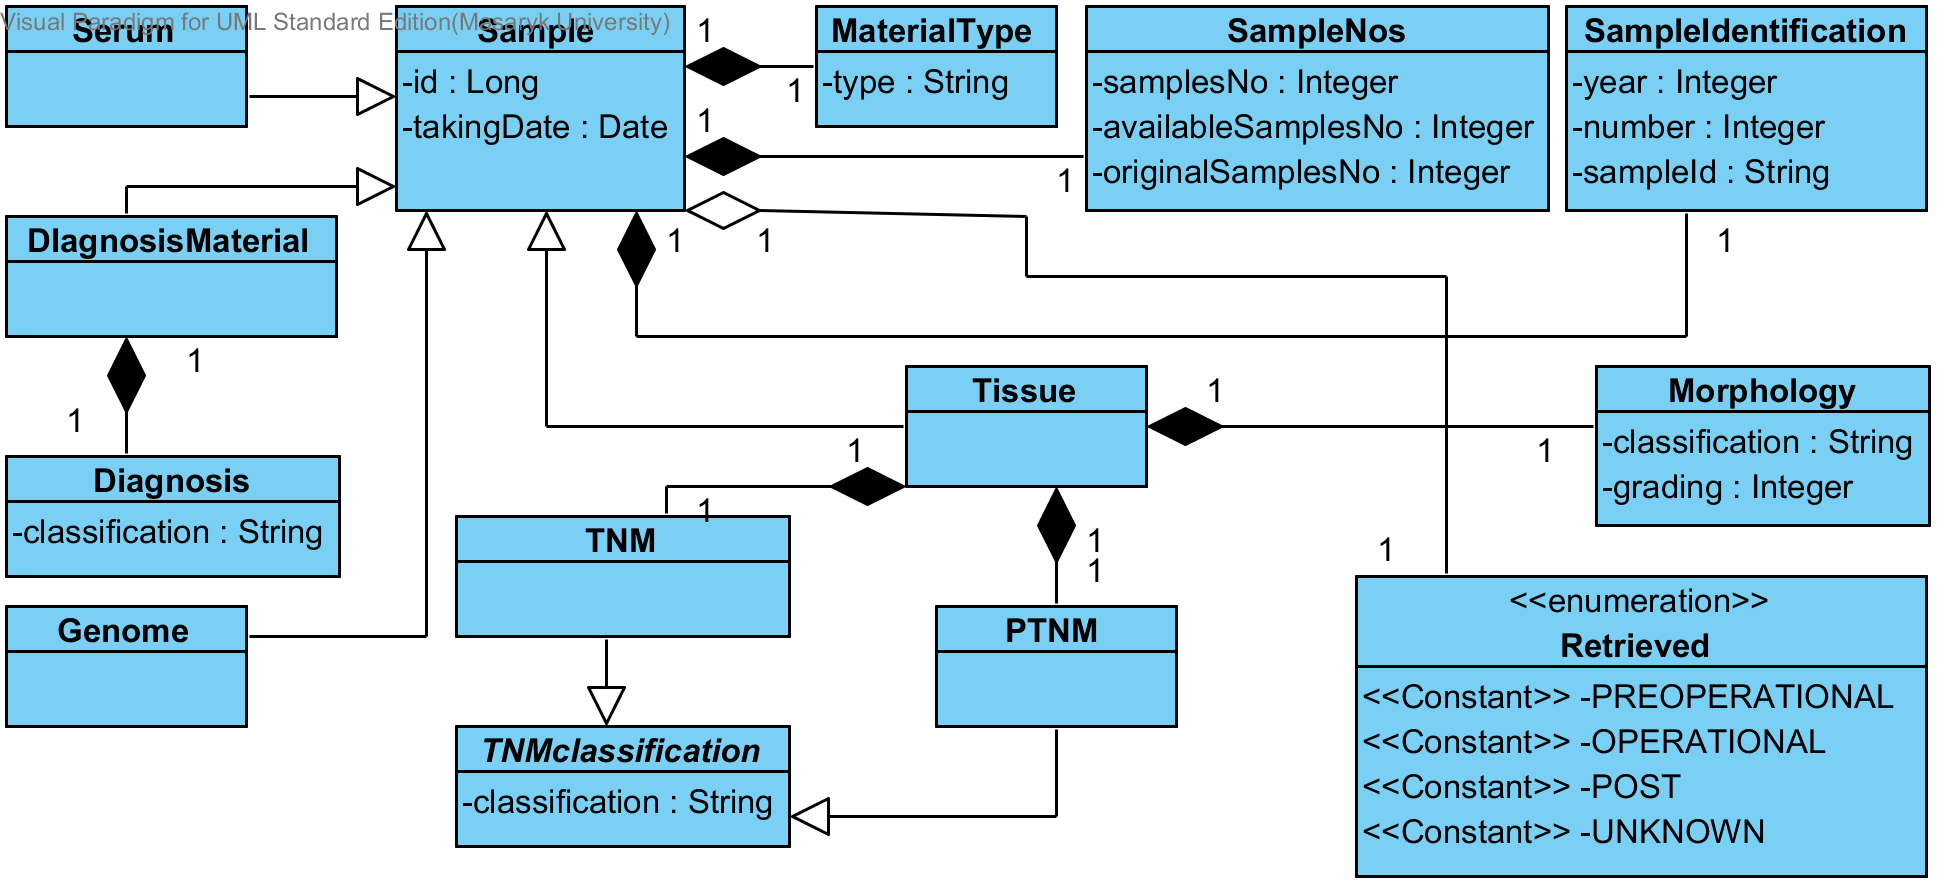 Visual Paradigm for UML Standard Edition(Masaryk University)
Serum
Sample
-id : Long
-takingDate : Date
1
1
MaterialType
-type : String
1
1
SampleNos
-samplesNo : Integer
-availableSamplesNo : Integer
-originalSamplesNo : Integer
SampleIdentification
-year : Integer
-number : Integer
-sampleId : String
1
1
1
DIagnosisMaterial
1
1
Diagnosis
-classification : String
Genome
Tissue
1
1
Morphology
-classification : String
-grading : Integer
1
1
TNM
1
1
PTNM
TNMclassification
-classification : String
1
<<enumeration>>
Retrieved
<<Constant>> -PREOPERATIONAL
<<Constant>> -OPERATIONAL
<<Constant>> -POST
<<Constant>> -UNKNOWN